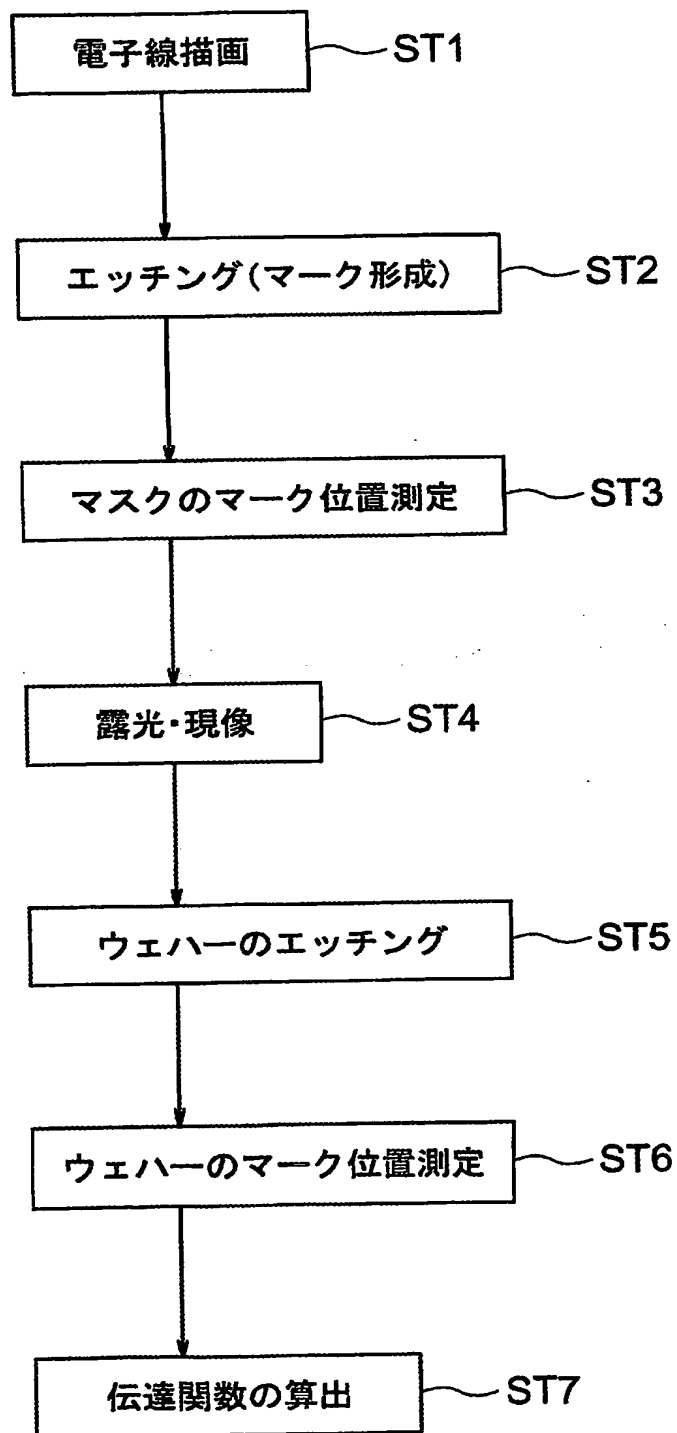 電子線描画 ST1
エッチング(マーク形成) ST2
マスクのマーク位置測定 ST3
露光・現像 ST4
ウェハーのエッチング ST5
ウェハーのマーク位置測定 ST6
伝達関数の算出 ST7